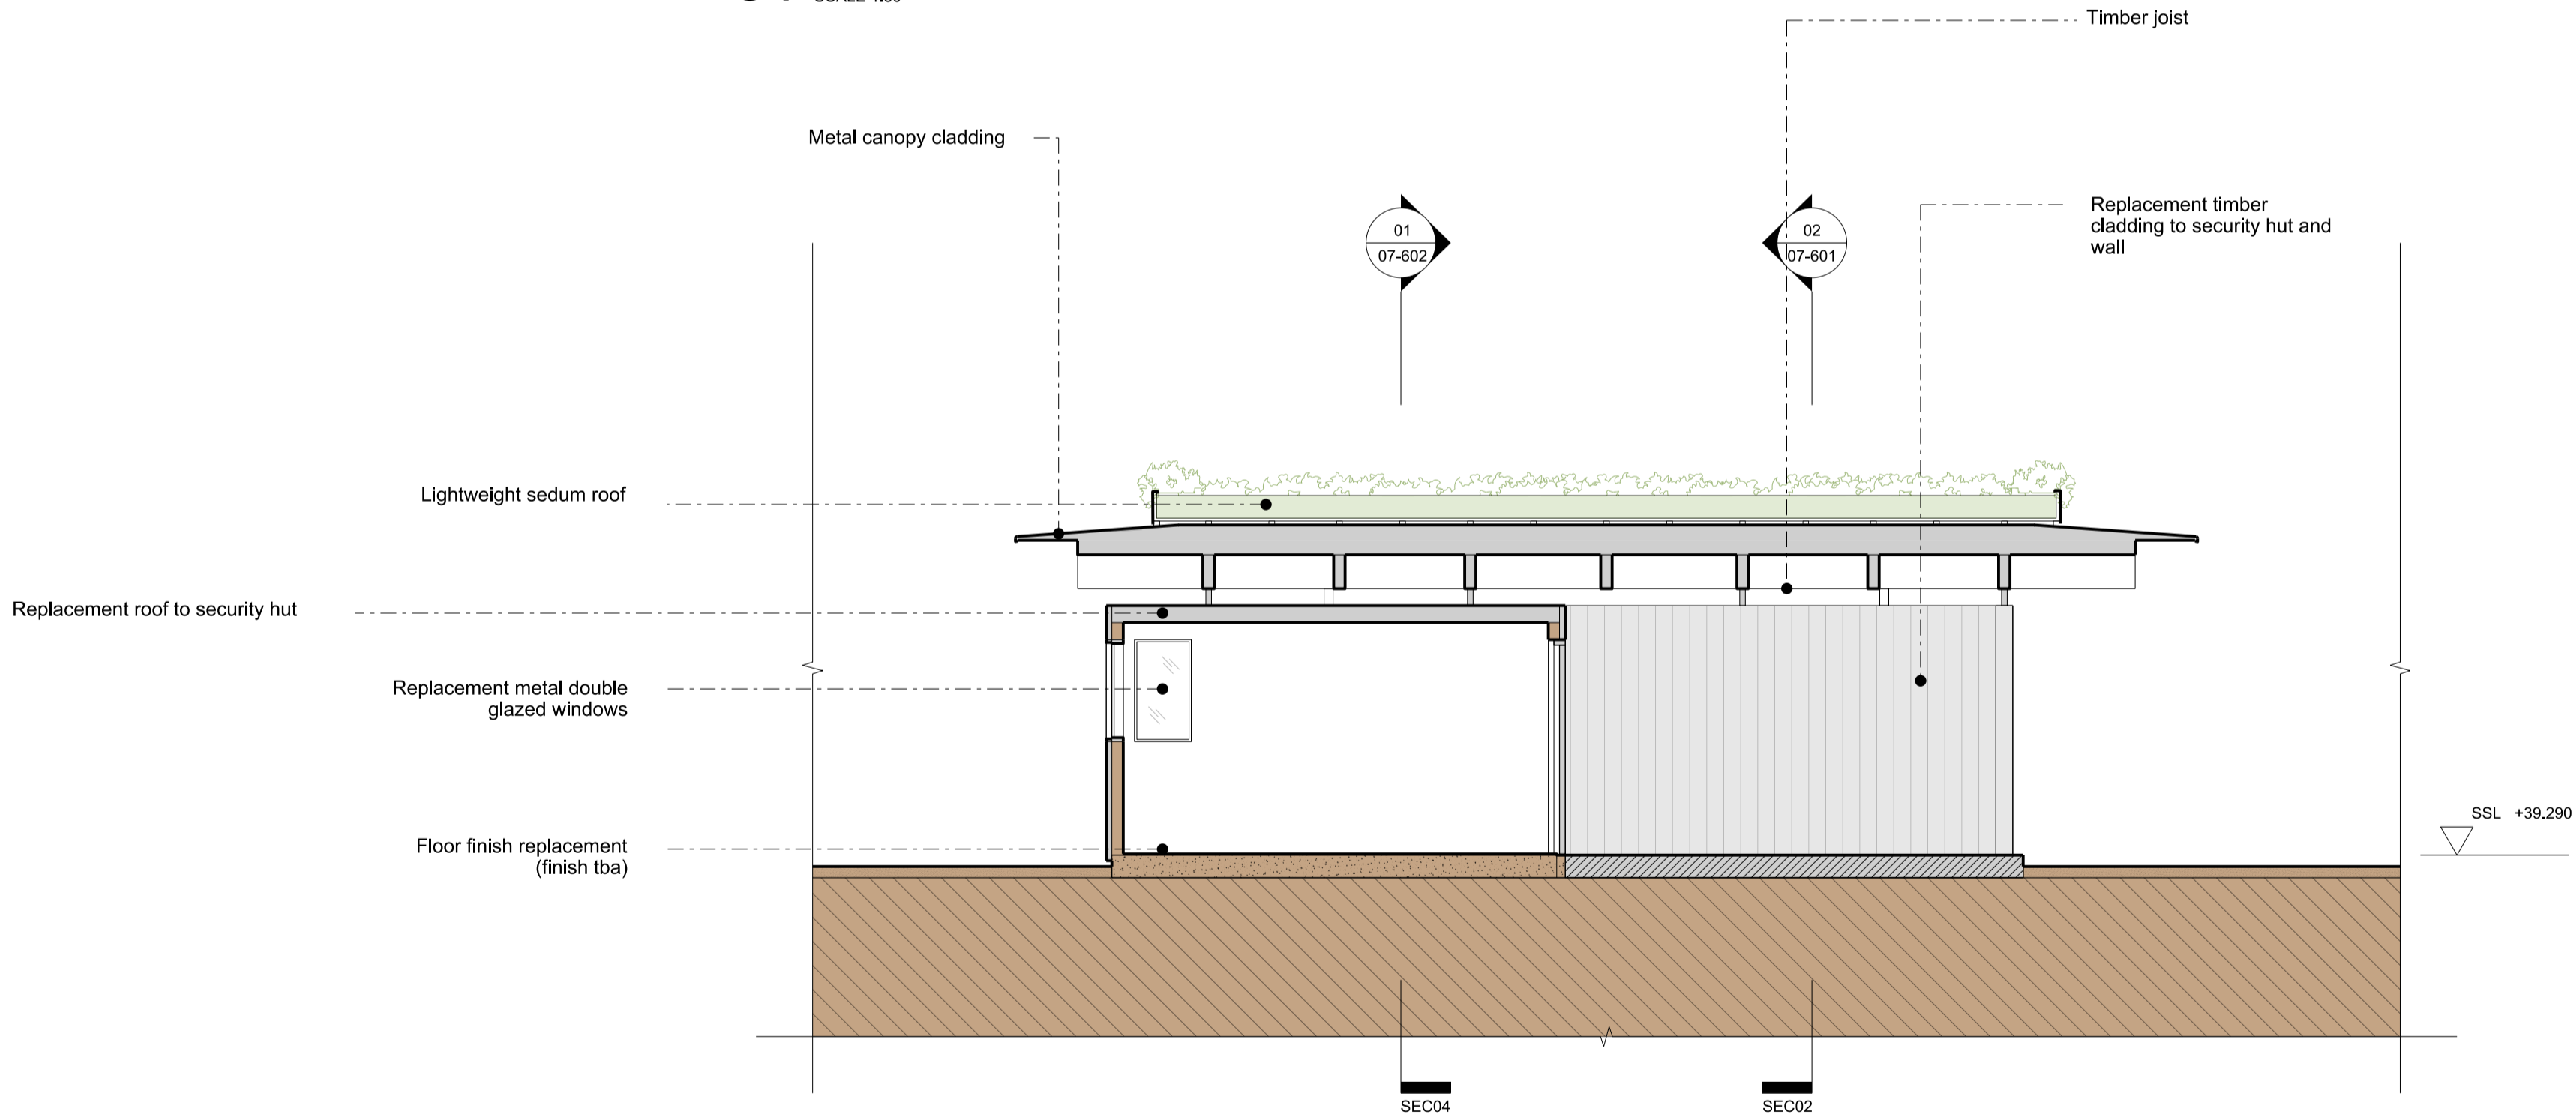 Timber joist
Metal canopy cladding
Replacement timber
cladding to security hut and
wall
01
07-602
02
07-601
Lightweight sedum roof
Replacement roof to security hut
Replacement metal double
glazed windows
SSL +39.290
Floor finish replacement
(finish tba)
SEC04
SEC02